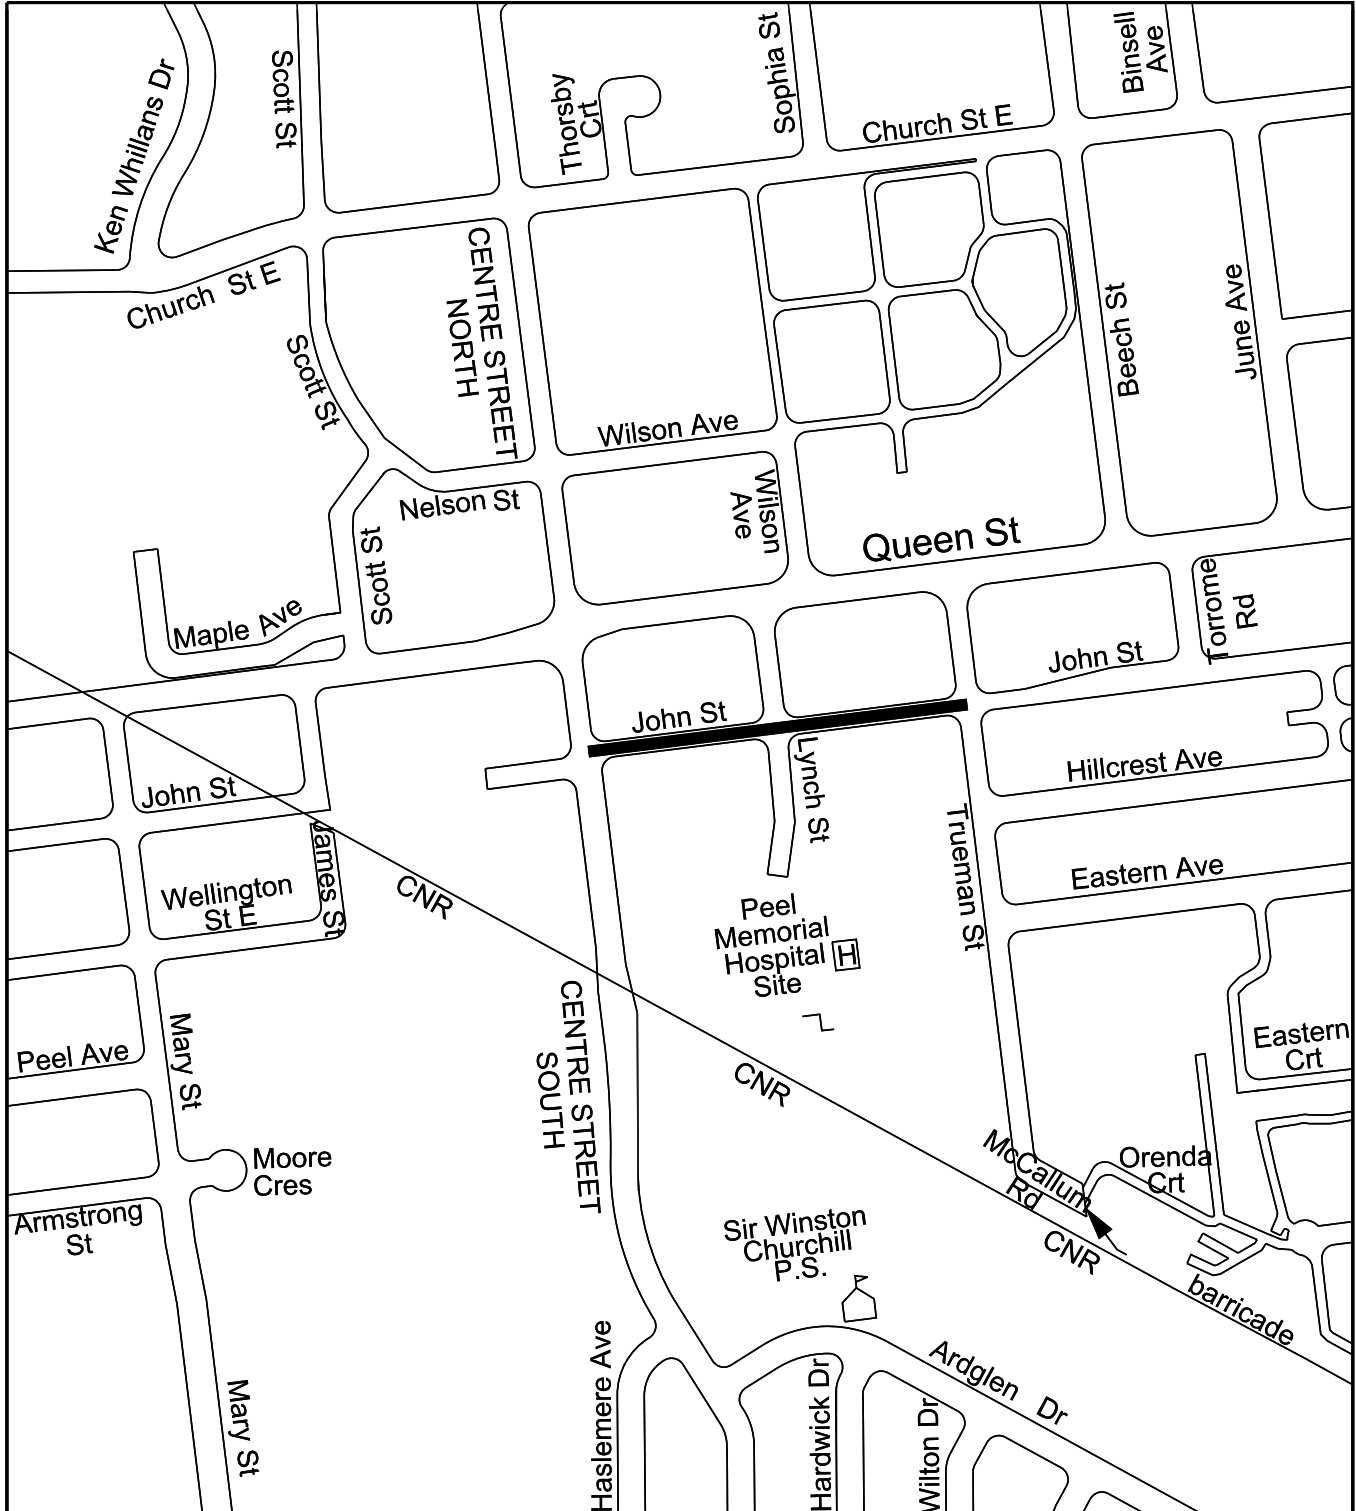 Ken Whillans Dr
Scott St
Thorsby
Crt
Sophia St
Church St E
Binsell
Ave
Church St E
Scott St
CENTRE STREET
NORTH
Beech St
June Ave
Wilson Ave
Nelson St
Wilson
Ave
Queen St
Scott St
Maple Ave
Torrome
Rd
John St
John St
John St
Lynch St
Hillcrest Ave
Trueman St
Eastern Ave
James St
Wellington
St E
CNR
Peel
Memorial
Hospital
Site
H
CENTRE STREET
SOUTH
Mary St
Peel Ave
CNR
Eastern
Crt
Moore
Cres
McCallum
Rd
Orenda
Crt
Armstrong
St
Sir Winston
Churchill
P.S.
CNR
barricade
Haslemere Ave
Ardglen Dr
Hardwick Dr
Wilton Dr
Mary St